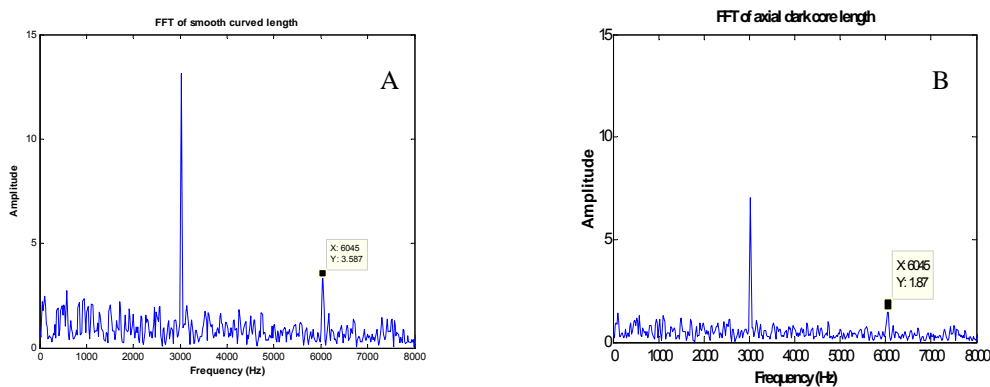 FFT of smooth curved length
15
10
5
0
0 1000 2000 3000 4000 5000 6000 7000 8000
Amplitude
Frequency (Hz)
A
X: 6045
Y: 3.587
FFT of axial dark core length
15
10
5
0
0 1000 2000 3000 4000 5000 6000 7000 8000
Amplitude
Frequency (Hz)
B
X: 6045
Y: 1.87